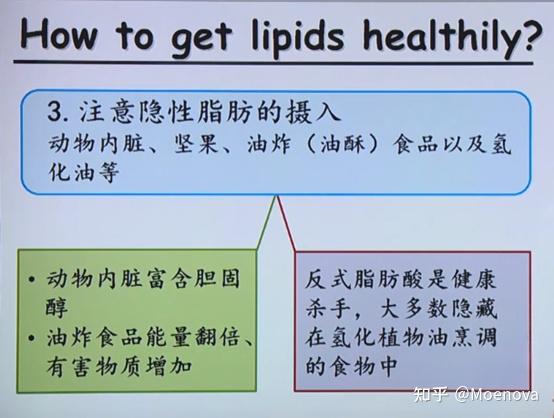 How to get lipids healthily?
3. 注意隐性脂肪的摄入
动物内脏、坚果、油炸（油酥）食品以及氢
化油等
• 动物内脏富含胆固
醇
• 油炸食品能量翻倍、
有害物质增加
反式脂肪酸是健康
杀手，大多数隐藏
在氢化植物油烹调
的食物中
知乎 @Moenova